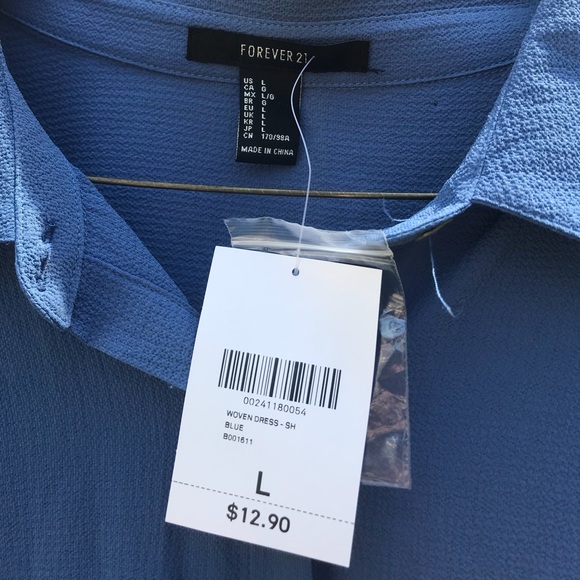 FOREVER 21
US L
CA G
MX L/G
BR G
EU L
UK L
KR L
JP L
CN 170/98A
MADE IN CHINA
00241180054
WOVEN DRESS - SH
BLUE
B001611
L
$12.90